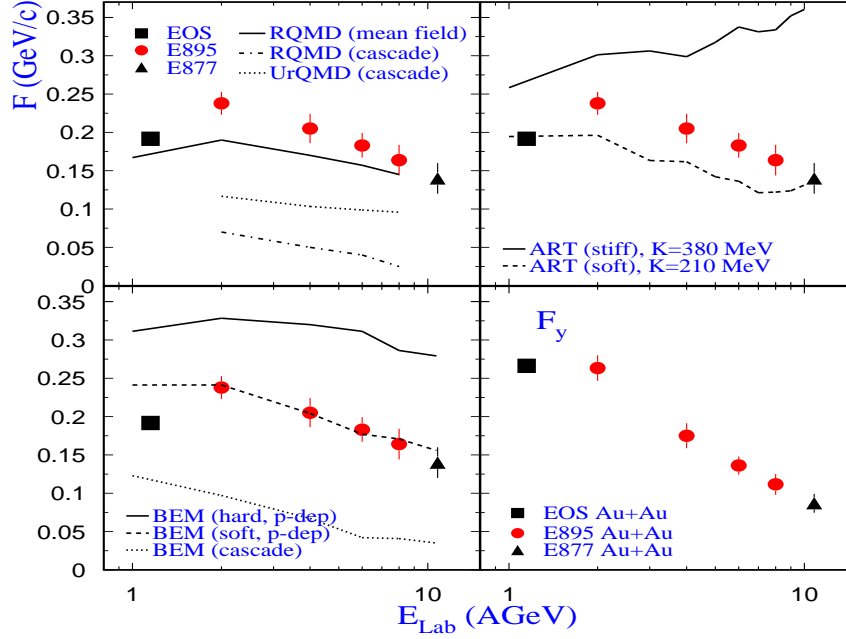 EOS
E895
E877
RQMD (mean field)
RQMD (cascade)
UrQMD (cascade)
F (GeV/c)
0.35
0.3
0.25
0.2
0.15
0.1
0.05
0
ART (stiff), K=380 MeV
ART (soft), K=210 MeV
0.35
0.3
0.25
0.2
0.15
0.1
0.05
0
BEM (hard, p-dep)
BEM (soft, p-dep)
BEM (cascade)
F_y
EOS Au+Au
E895 Au+Au
E877 Au+Au
1 10 1 10
E_Lab (AGeV)